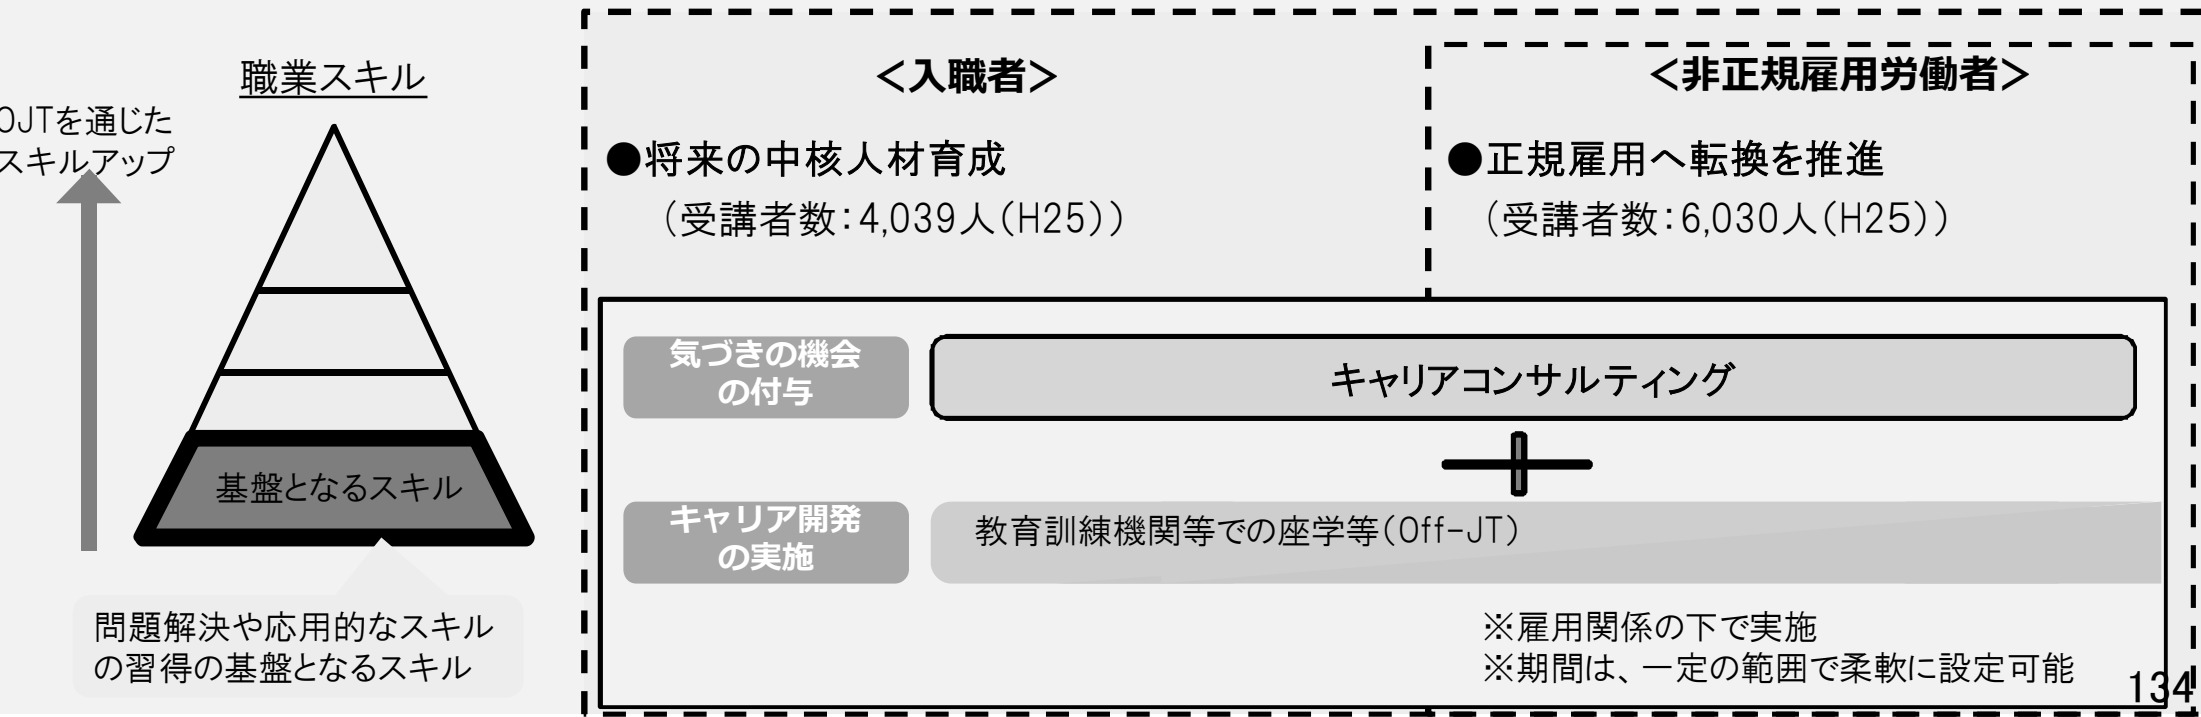 職業スキル
OJTを通じた
スキルアップ
基盤となるスキル
問題解決や応用的なスキル
の習得の基盤となるスキル
<入職者>
●将来の中核人材育成
（受講者数：4,039人（H25））
<非正規雇用労働者>
●正規雇用へ転換を推進
（受講者数：6,030人（H25））
気づきの機会
の付与
キャリアコンサルティング
キャリア開発
の実施
教育訓練機関等での座学等（Off-JT）
※雇用関係の下で実施
※期間は、一定の範囲で柔軟に設定可能
134